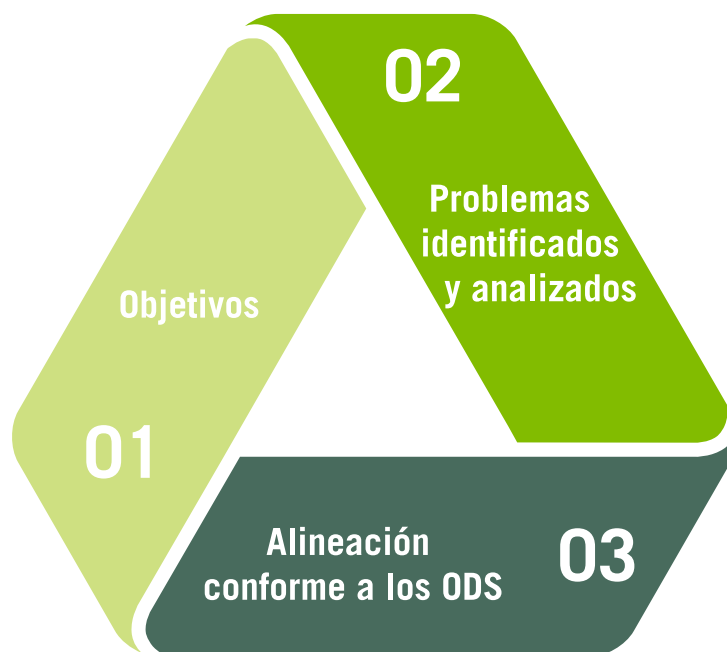 Objetivos
01
02
Problemas
identificados
y analizados
Alineación
conforme a los ODS
03